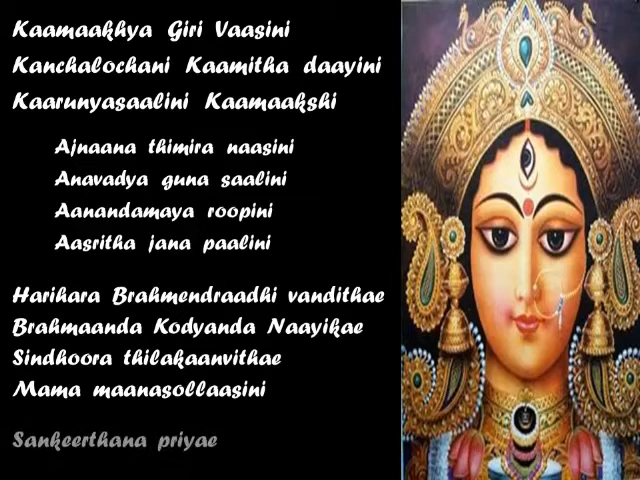 Kaamaakhya Giri Vaasini
Kanchalochani Kaamitha daayini
Kaarunyasaalini Kaamaakshi
Ajnaana thimira naasini
Anavadya guna saalini
Aanandamaya roopini
Aasritha jana paalini
Harihara Brahmendraadhi vandithae
Brahmaanda Kodyanda Naayikae
Sindhoora thilakaanvithae
Mama maanasollaasini
Sankeerthana priyae